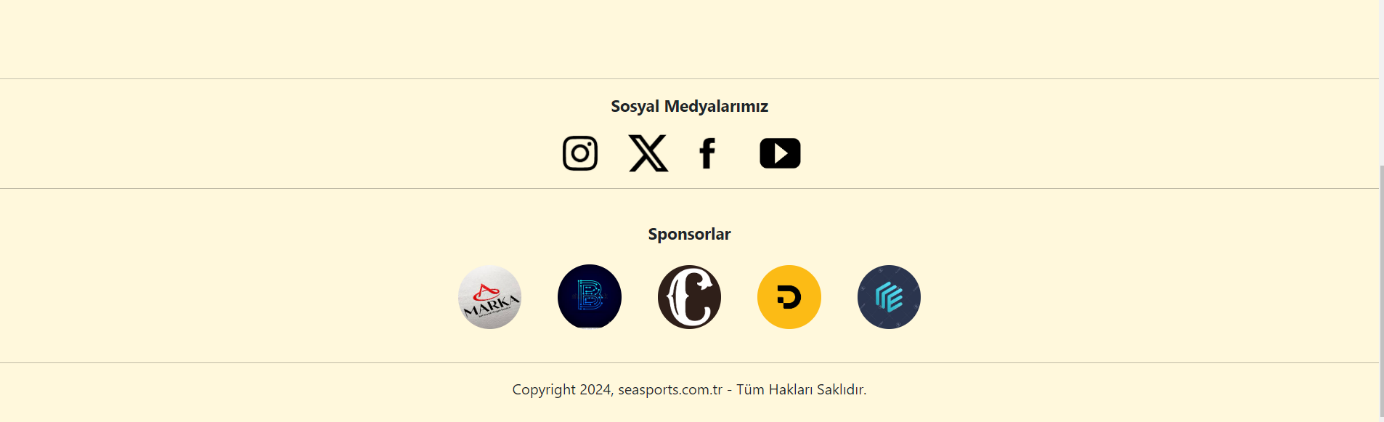 Sosyal Medyalarımız
Sponsorlar
MARKA
B
C
D
Copyright 2024, seasports.com.tr - Tüm Hakları Saklıdır.